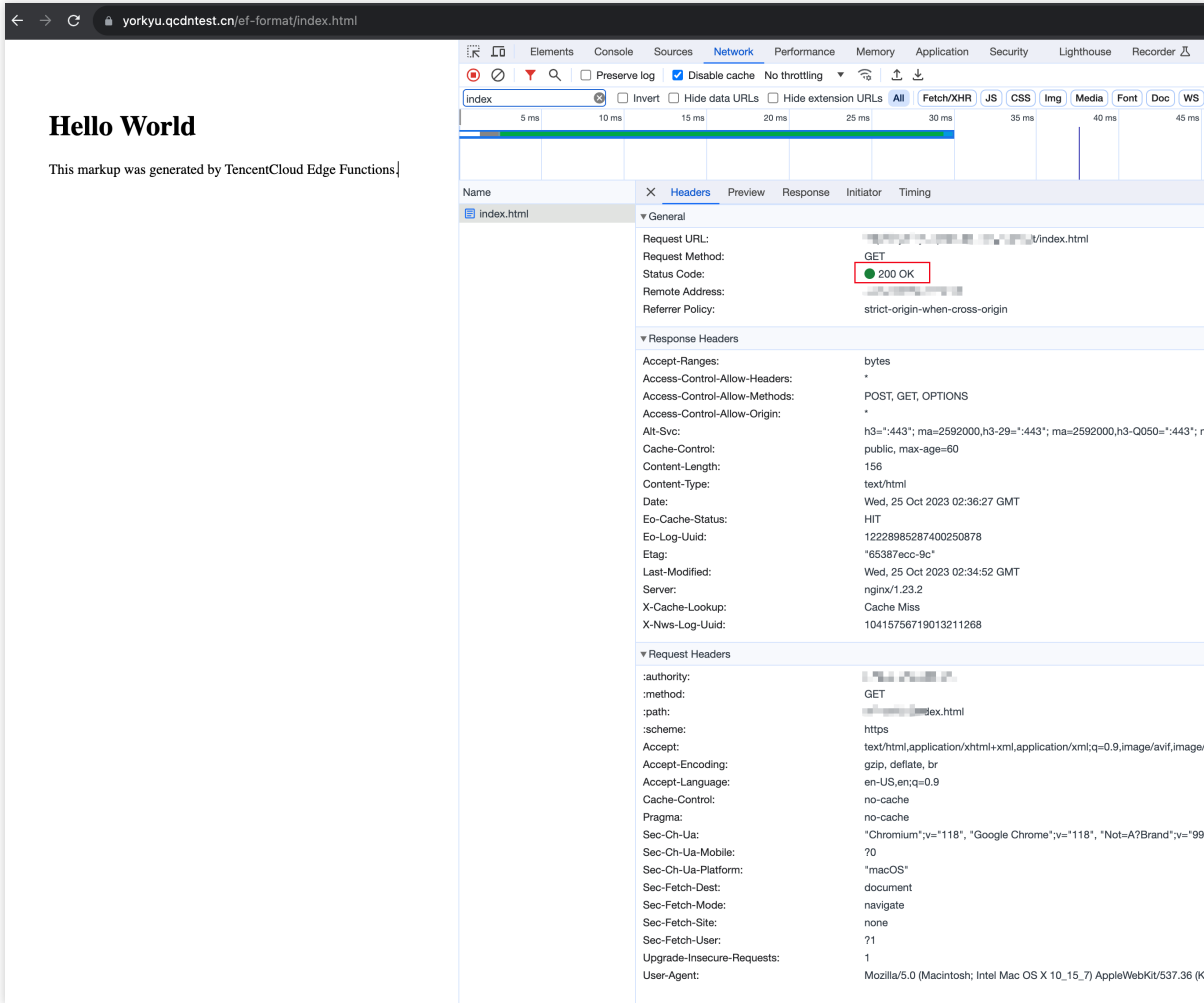 yorkyu.qcdntest.cn/ef-format/index.html
Hello World
This markup was generated by TencentCloud Edge Functions.
Elements Console Sources Network Performance Memory Application Security Lighthouse Recorder
Preserve log Disable cache No throttling
index Invert Hide data URLs Hide extension URLs All Fetch/XHR JS CSS Img Media Font Doc WS
5 ms 10 ms 15 ms 20 ms 25 ms 30 ms 35 ms 40 ms 45 ms
Name
index.html
Headers Preview Response Initiator Timing
General
Request URL: t/index.html
Request Method: GET
Status Code: 200 OK
Remote Address:
Referrer Policy: strict-origin-when-cross-origin
Response Headers
Accept-Ranges: bytes
Access-Control-Allow-Headers: *
Access-Control-Allow-Methods: POST, GET, OPTIONS
Access-Control-Allow-Origin: *
Alt-Svc: h3=":443"; ma=2592000,h3-29=":443"; ma=2592000,h3-Q050=":443";
Cache-Control: public, max-age=60
Content-Length: 156
Content-Type: text/html
Date: Wed, 25 Oct 2023 02:36:27 GMT
Eo-Cache-Status: HIT
Eo-Log-Uuid: 12228985287400250878
Etag: "65387ecc-9c"
Last-Modified: Wed, 25 Oct 2023 02:34:52 GMT
Server: nginx/1.23.2
X-Cache-Lookup: Cache Miss
X-Nws-Log-Uuid: 10415756719013211268
Request Headers
:authority:
:method: GET
:path: dex.html
:scheme: https
Accept: text/html,application/xhtml+xml,application/xml;q=0.9,image/avif,image/
Accept-Encoding: gzip, deflate, br
Accept-Language: en-US,en;q=0.9
Cache-Control: no-cache
Pragma: no-cache
Sec-Ch-Ua: "Chromium";v="118", "Google Chrome";v="118", "Not=A?Brand";v="99
Sec-Ch-Ua-Mobile: ?0
Sec-Ch-Ua-Platform: "macOS"
Sec-Fetch-Dest: document
Sec-Fetch-Mode: navigate
Sec-Fetch-Site: none
Sec-Fetch-User: ?1
Upgrade-Insecure-Requests: 1
User-Agent: Mozilla/5.0 (Macintosh; Intel Mac OS X 10_15_7) AppleWebKit/537.36 (K